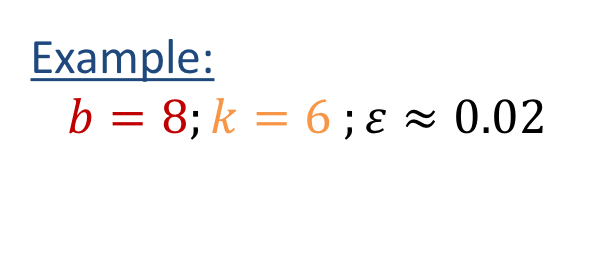 Example:
b = 8; k = 6 ; ε ≈ 0.02